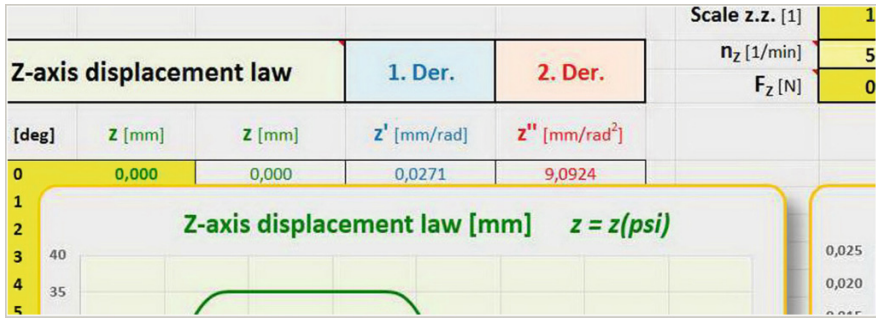 Scale z.z. [1] 1
nz [1/min] 5
Z-axis displacement law 1. Der. 2. Der.
Fz [N] 0
[deg] z [mm] z [mm] z' [mm/rad] z" [mm/rad²]
0 0,000 0,000 0,0271 9,0924
1
2
3
4
5
Z-axis displacement law [mm] z = z(psi)
40
35
0,025
0,020